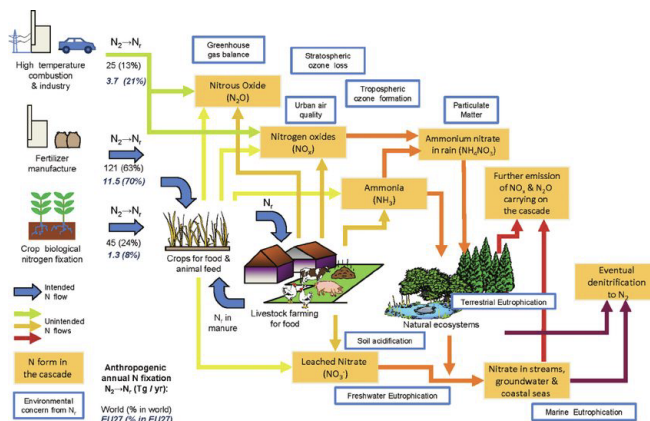 N₂→Nᵣ
High temperature
combustion
& industry
25 (13%)
3.7 (21%)
N₂→Nᵣ
Fertilizer
manufacture
121 (63%)
11.5 (70%)
N₂→Nᵣ
Crop biological
nitrogen fixation
45 (24%)
1.3 (8%)
Greenhouse
gas balance
Stratospheric
ozone loss
Tropospheric
ozone formation
Urban air
quality
Particulate
Matter
Nitrous Oxide
(N₂O)
Nitrogen oxides
(NOₓ)
Ammonium nitrate
in rain (NH₄NO₃)
Ammonia
(NH₃)
Further emission
of NOₓ & N₂O
carrying on
the cascade
Nᵣ
Crops for food &
animal feed
Nᵣ in
manure
Livestock farming
for food
Terrestrial Eutrophication
Natural ecosystems
Eventual
denitrification
to N₂
Soil acidification
Leached Nitrate
(NO₃⁻)
Freshwater Eutrophication
Nitrate in streams,
groundwater &
coastal seas
Marine Eutrophication
Intended
N flow
Unintended
N flows
N form in
the cascade
Environmental
concern from Nᵣ
Anthropogenic
annual N fixation
N₂→Nᵣ (Tg / yr):
World (% in world)
EU27 (% in EU27)